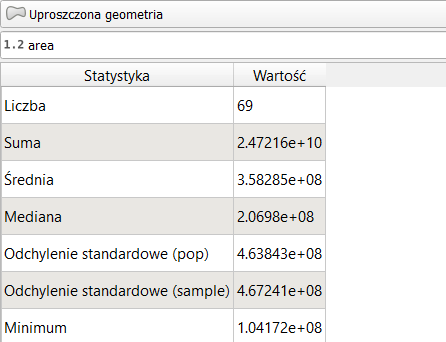 Uproszczona geometria
1.2 area
Statystyka Wartość
Liczba 69
Suma 2.47216e+10
Średnia 3.58285e+08
Mediana 2.0698e+08
Odchylenie standardowe (pop) 4.63843e+08
Odchylenie standardowe (sample) 4.67241e+08
Minimum 1.04172e+08